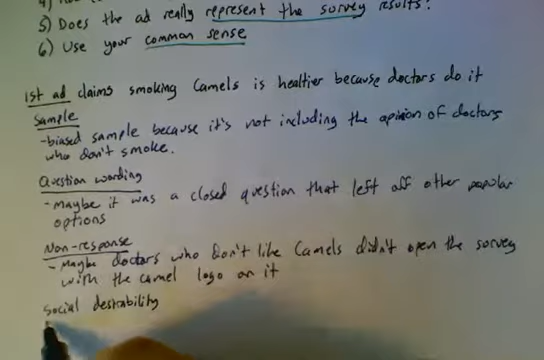 5) Does the ad really represent the survey results?
6) Use your common sense
1st ad claims smoking Camels is healthier because doctors do it
Sample
-biased sample because it's not including the opinion of doctors
who don't smoke.
Question wording
- Maybe it was a closed question that left off other popular
options
Non-response
- Maybe doctors who don't like Camels didn't open the survey
with the camel logo on it
Social desirability